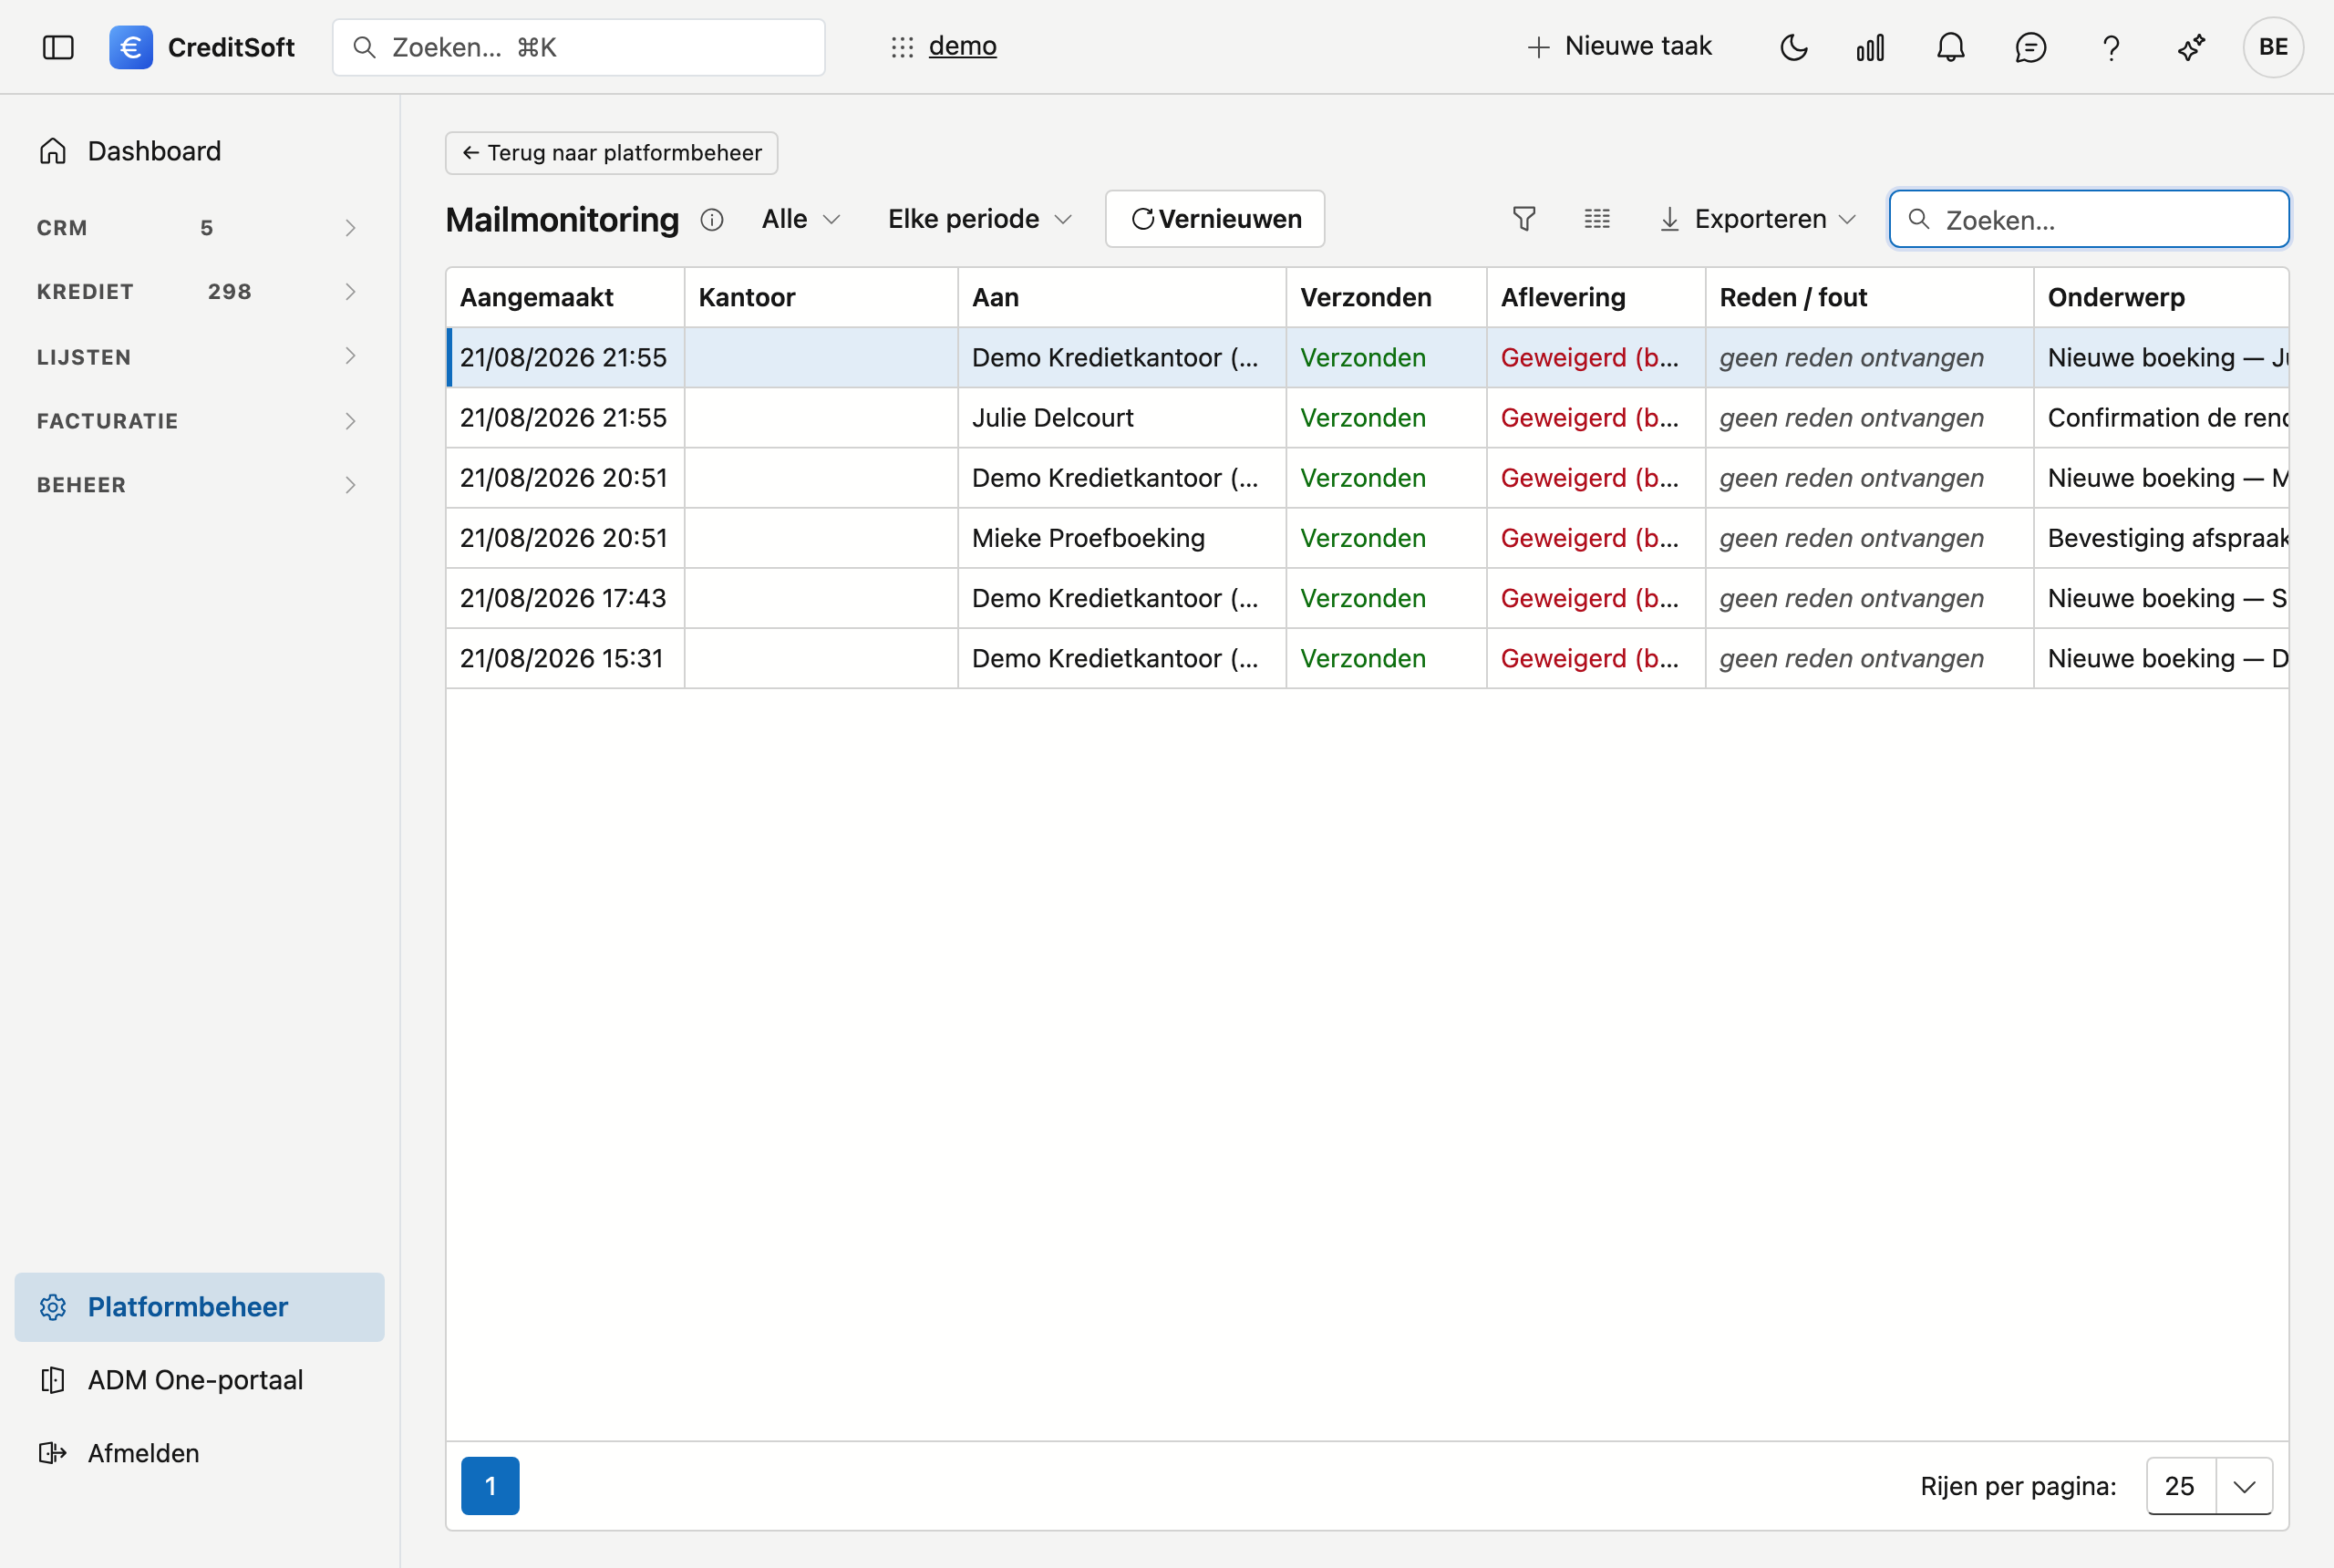 CreditSoft
Zoeken... ⌘K
demo
Nieuwe taak
BE
Dashboard
CRM 5
KREDIET 298
LIJSTEN
FACTURATIE
BEHEER
Platformbeheer
ADM One-portaal
Afmelden
← Terug naar platformbeheer
Mailmonitoring Alle Elke periode Vernieuwen Exporteren Zoeken...
Aangemaakt Kantoor Aan Verzonden Aflevering Reden / fout Onderwerp
21/08/2026 21:55 Demo Kredietkantoor (... Verzonden Geweigerd (b... geen reden ontvangen Nieuwe boeking — Ju
21/08/2026 21:55 Julie Delcourt Verzonden Geweigerd (b... geen reden ontvangen Confirmation de rend
21/08/2026 20:51 Demo Kredietkantoor (... Verzonden Geweigerd (b... geen reden ontvangen Nieuwe boeking — M
21/08/2026 20:51 Mieke Proefboeking Verzonden Geweigerd (b... geen reden ontvangen Bevestiging afspraak
21/08/2026 17:43 Demo Kredietkantoor (... Verzonden Geweigerd (b... geen reden ontvangen Nieuwe boeking — S
21/08/2026 15:31 Demo Kredietkantoor (... Verzonden Geweigerd (b... geen reden ontvangen Nieuwe boeking — D
1
Rijen per pagina: 25